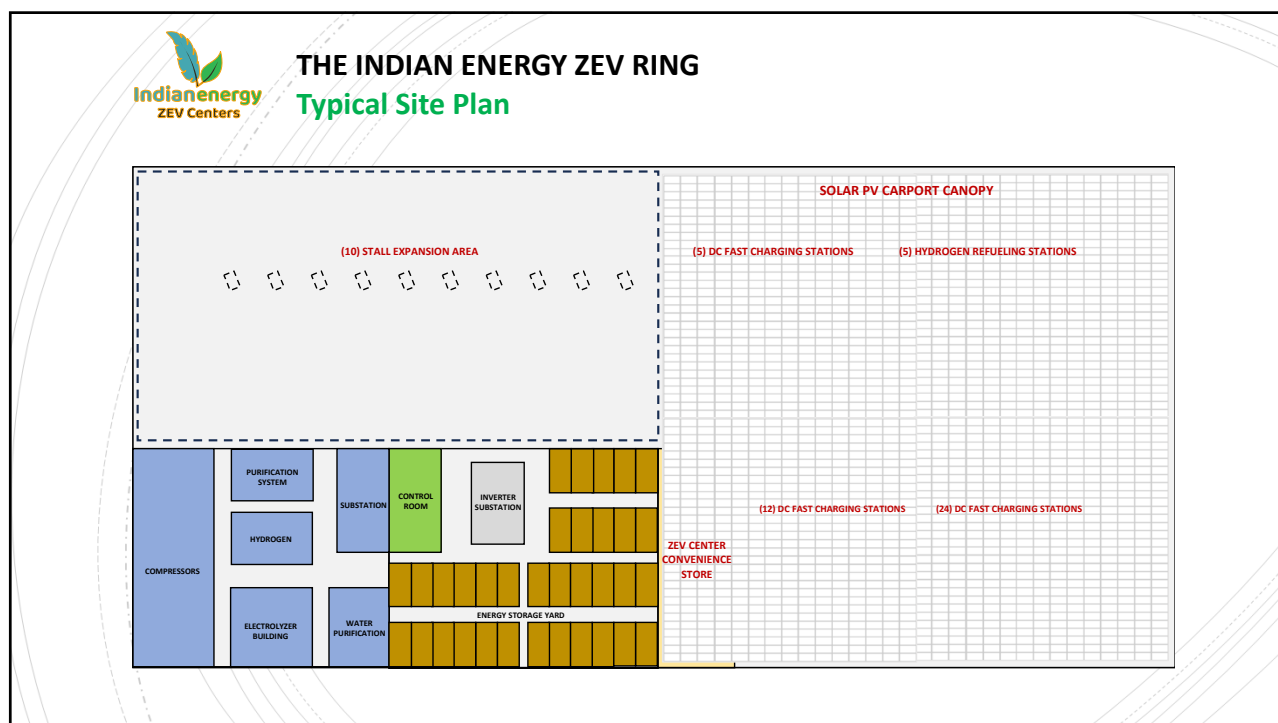 Indianenergy
ZEV Centers
THE INDIAN ENERGY ZEV RING
Typical Site Plan
SOLAR PV CARPORT CANOPY
(10) STALL EXPANSION AREA
(5) DC FAST CHARGING STATIONS
(5) HYDROGEN REFUELING STATIONS
COMPRESSORS
PURIFICATION
SYSTEM
HYDROGEN
ELECTROLYZER
BUILDING
SUBSTATION
WATER
PURIFICATION
CONTROL
ROOM
INVERTER
SUBSTATION
ENERGY STORAGE YARD
ZEV CENTER
CONVENIENCE
STORE
(12) DC FAST CHARGING STATIONS
(24) DC FAST CHARGING STATIONS